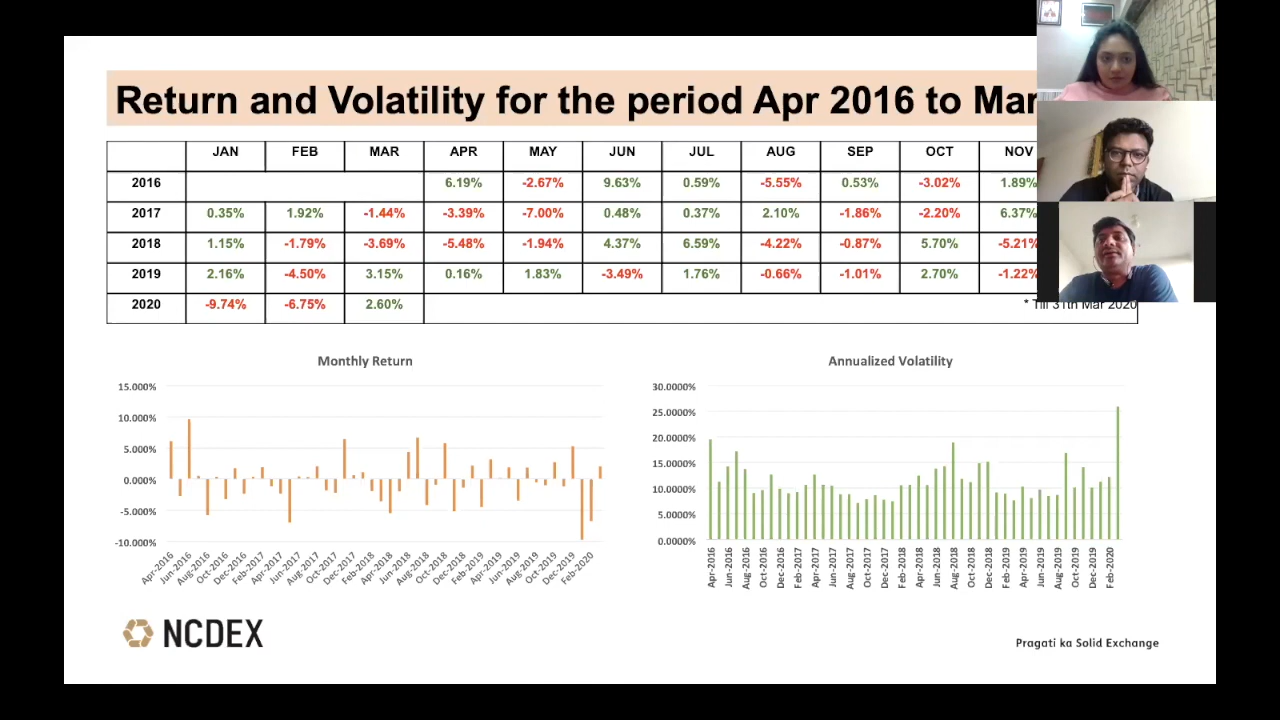 Return and Volatility for the period Apr 2016 to Mar
JAN FEB MAR APR MAY JUN JUL AUG SEP OCT NOV
2016 6.19% -2.67% 9.63% 0.59% -5.55% 0.53% -3.02% 1.89%
2017 0.35% 1.92% -1.44% -3.39% -7.00% 0.48% 0.37% 2.10% -1.86% -2.20% 6.37%
2018 1.15% -1.79% -3.69% -5.48% -1.94% 4.37% 6.59% -4.22% -0.87% 5.70% -5.21%
2019 2.16% -4.50% 3.15% 0.16% 1.83% -3.49% 1.76% -0.66% -1.01% 2.70% -1.22%
2020 -9.74% -6.75% 2.60% * Till 31th Mar 2020
Monthly Return
15.000%
10.000%
5.000%
0.000%
-5.000%
-10.000%
Apr-2016 Jun-2016 Aug-2016 Oct-2016 Dec-2016 Feb-2017 Apr-2017 Jun-2017 Aug-2017 Oct-2017 Dec-2017 Feb-2018 Apr-2018 Jun-2018 Aug-2018 Oct-2018 Dec-2018 Feb-2019 Apr-2019 Jun-2019 Aug-2019 Oct-2019 Dec-2019 Feb-2020
Annualized Volatility
30.0000%
25.0000%
20.0000%
15.0000%
10.0000%
5.0000%
0.0000%
Apr-2016 Jun-2016 Aug-2016 Oct-2016 Dec-2016 Feb-2017 Apr-2017 Jun-2017 Aug-2017 Oct-2017 Dec-2017 Feb-2018 Apr-2018 Jun-2018 Aug-2018 Oct-2018 Dec-2018 Feb-2019 Apr-2019 Jun-2019 Aug-2019 Oct-2019 Dec-2019 Feb-2020
NCDEX
Pragati ka Solid Exchange